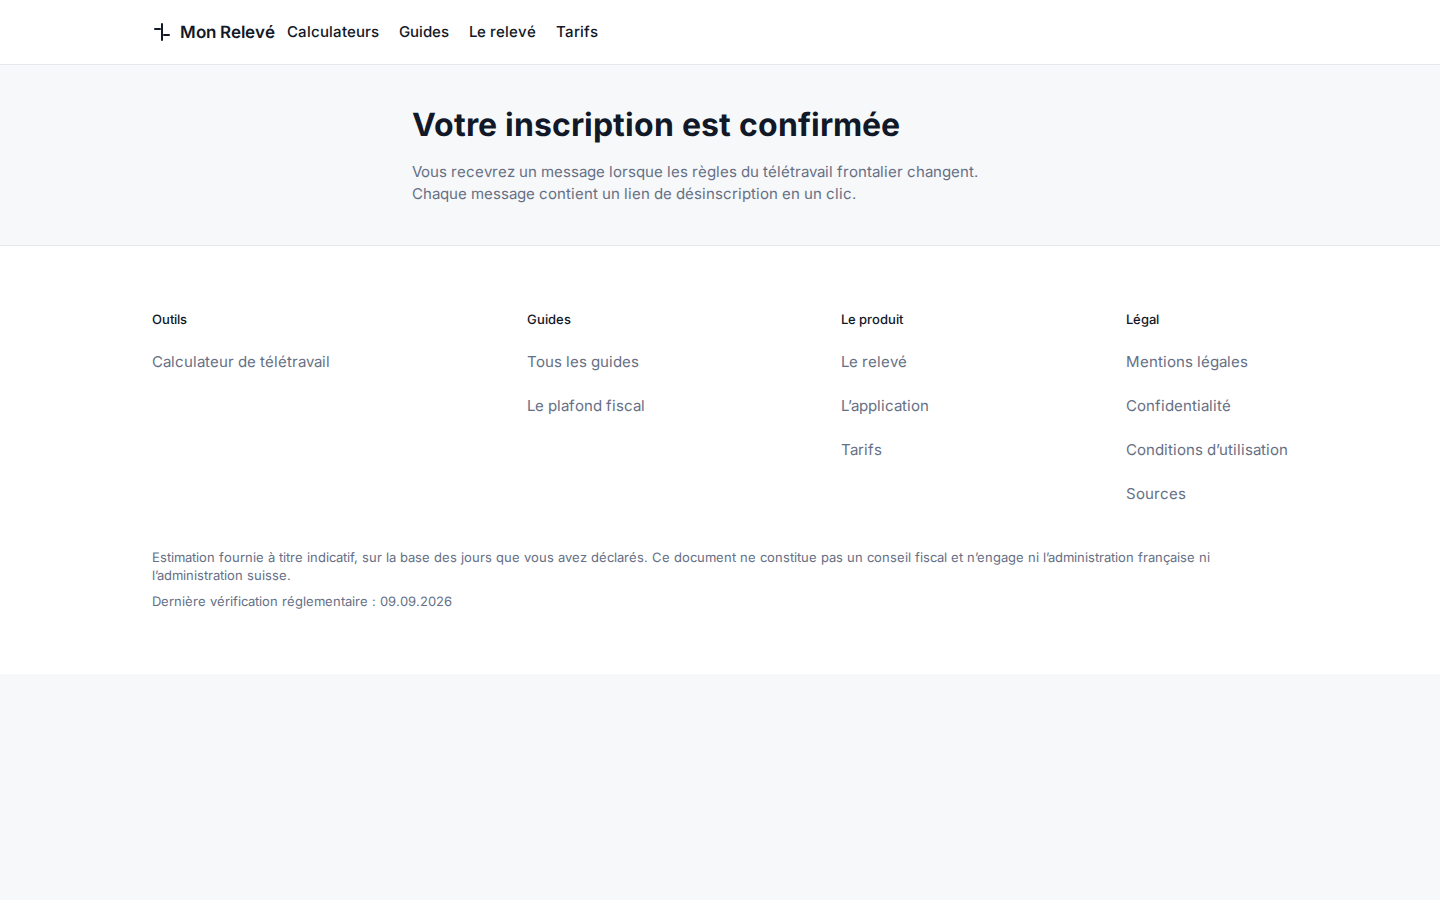 Mon Relevé Calculateurs Guides Le relevé Tarifs
Votre inscription est confirmée
Vous recevrez un message lorsque les règles du télétravail frontalier changent.
Chaque message contient un lien de désinscription en un clic.
Outils
Calculateur de télétravail
Guides
Tous les guides
Le plafond fiscal
Le produit
Le relevé
L’application
Tarifs
Légal
Mentions légales
Confidentialité
Conditions d’utilisation
Sources
Estimation fournie à titre indicatif, sur la base des jours que vous avez déclarés. Ce document ne constitue pas un conseil fiscal et n’engage ni l’administration française ni
l’administration suisse.
Dernière vérification réglementaire : 09.09.2026